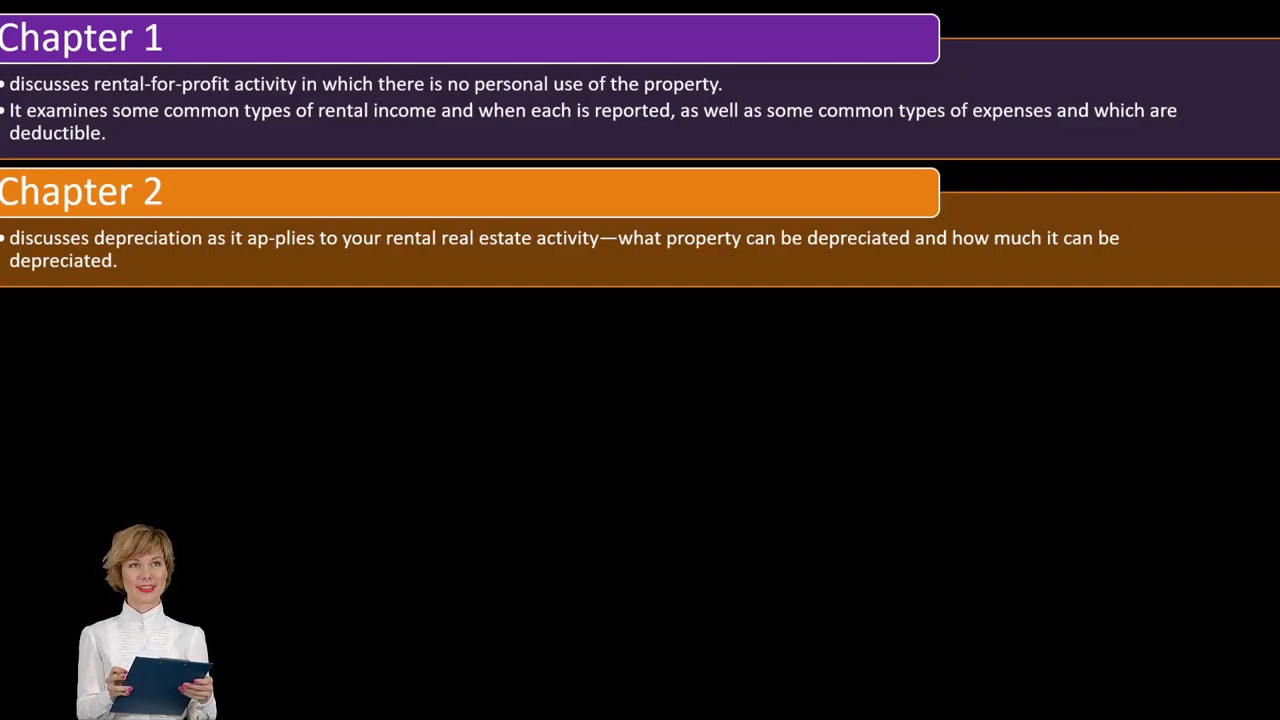 Chapter 1
• discusses rental-for-profit activity in which there is no personal use of the property.
• It examines some common types of rental income and when each is reported, as well as some common types of expenses and which are
deductible.
Chapter 2
• discusses depreciation as it ap-plies to your rental real estate activity—what property can be depreciated and how much it can be
depreciated.